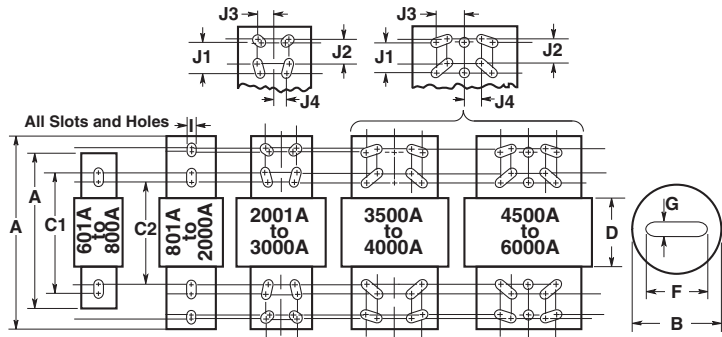 J3
J3
J1
J2
J1
J2
J4
J4
All Slots and Holes
I
A
A
C1
601A
to
800A
801A
to
2000A
C2
2001A
to
3000A
3500A
to
4000A
4500A
to
6000A
D
G
F
B